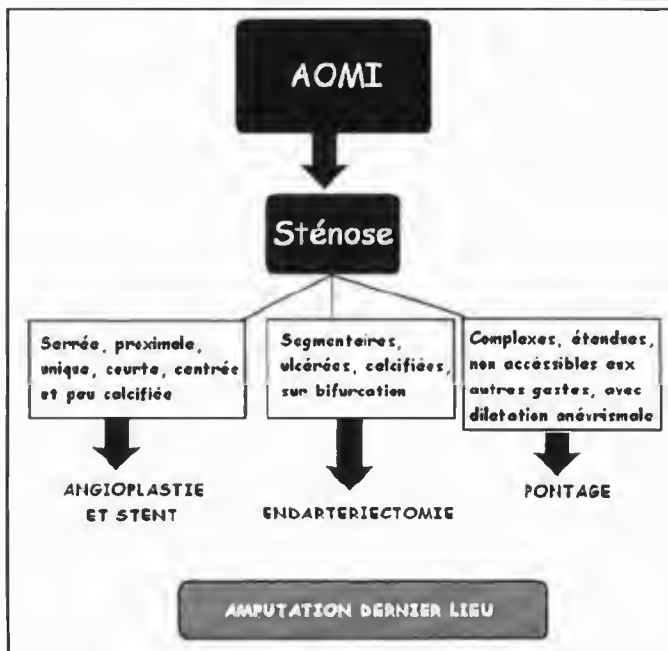 AOMI
Sténose
Serrée, proximale,
unique, courte, centrée
et peu calcifiée
Segmentaires,
ulcérées, calcifiées,
sur bifurcation
Complexes, étendues,
non accessibles aux
autres gestes, avec
dilatation anévrismale
ANGIOPLASTIE
ET STENT
ENDARTERIECTOMIE
PONTAGE
AMPUTATION DERNIER LIEU